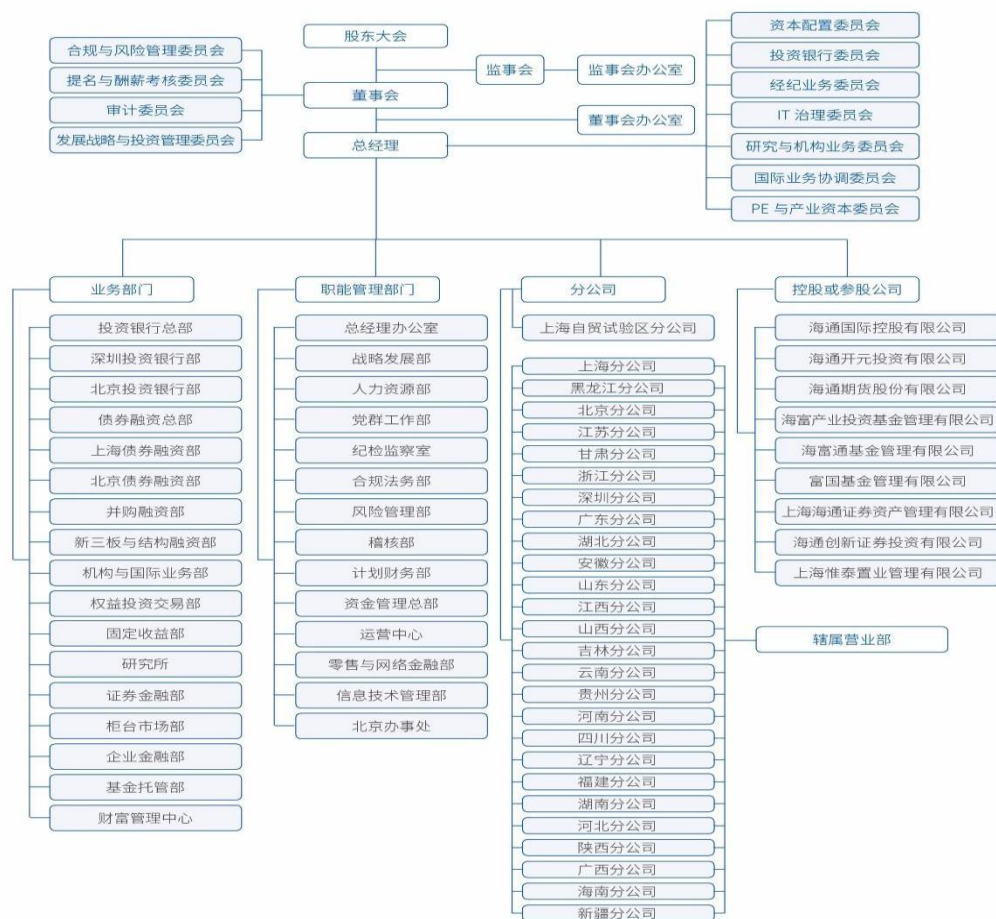 股东大会
监事会
监事会办公室
董事会
董事会办公室
总经理
合规与风险管理委员会
提名与酬薪考核委员会
审计委员会
发展战略与投资管理委员会
资本配置委员会
投资银行委员会
经纪业务委员会
IT 治理委员会
研究与机构业务委员会
国际业务协调委员会
PE 与产业资本委员会
业务部门
投资银行总部
深圳投资银行部
北京投资银行部
债券融资总部
上海债券融资部
北京债券融资部
并购融资部
新三板与结构融资部
机构与国际业务部
权益投资交易部
固定收益部
研究所
证券金融部
柜台市场部
企业金融部
基金托管部
财富管理中心
职能管理部门
总经理办公室
战略发展部
人力资源部
党群工作部
纪检监察室
合规法务部
风险管理部
稽核部
计划财务部
资金管理总部
运营中心
零售与网络金融部
信息技术管理部
北京办事处
分公司
上海自贸试验区分公司
上海分公司
黑龙江分公司
北京分公司
江苏分公司
甘肃分公司
浙江分公司
深圳分公司
广东分公司
湖北分公司
安徽分公司
山东分公司
江西分公司
山西分公司
吉林分公司
云南分公司
贵州分公司
河南分公司
四川分公司
辽宁分公司
福建分公司
湖南分公司
河北分公司
陕西分公司
广西分公司
海南分公司
新疆分公司
辖属营业部
控股或参股公司
海通国际控股有限公司
海通开元投资有限公司
海通期货股份有限公司
海富产业投资基金管理有限公司
海富通基金管理有限公司
富国基金管理有限公司
上海海通证券资产管理有限公司
海通创新证券投资有限公司
上海惟泰置业管理有限公司